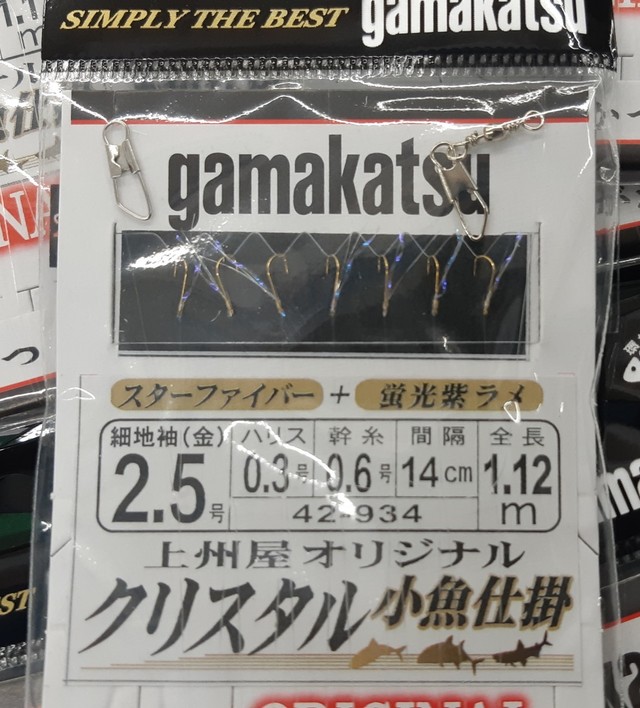 SIMPLY THE BEST gamakatsu
gamakatsu
スターファイバー + 蛍光紫ラメ
細地袖(金) ハリス 幹糸 間隔 全長
2.5号 0.3号 0.6号 14cm 1.12m
42-934
上州屋オリジナル
クリスタル小魚仕掛
ORIGINAL